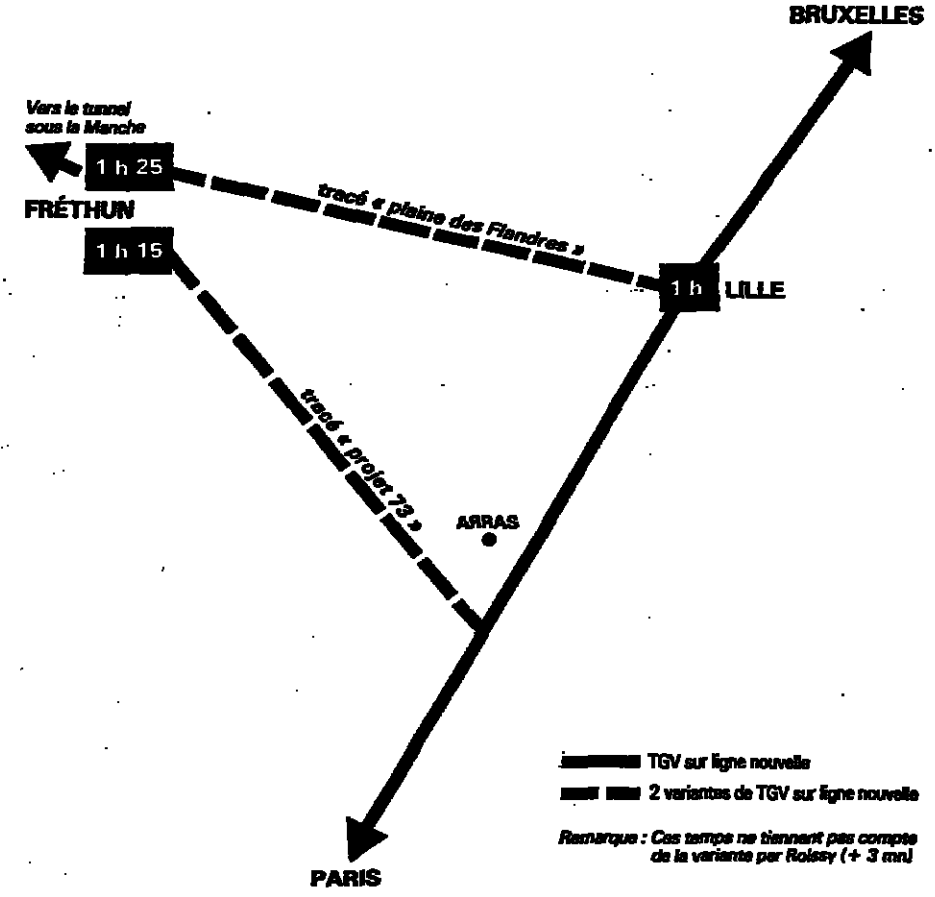 BRUXELLES
Vers le tunnel
sous la Manche
1 h 25
FRÉTHUN
1 h 15
tracé « plaine des Flandres »
1 h
LILLE
tracé « projet 73 »
ARRAS
TGV sur ligne nouvelle
2 variantes de TGV sur ligne nouvelle
Remarque : Ces temps ne tiennent pas compte
de la variante par Roissy (+ 3 mn)
PARIS